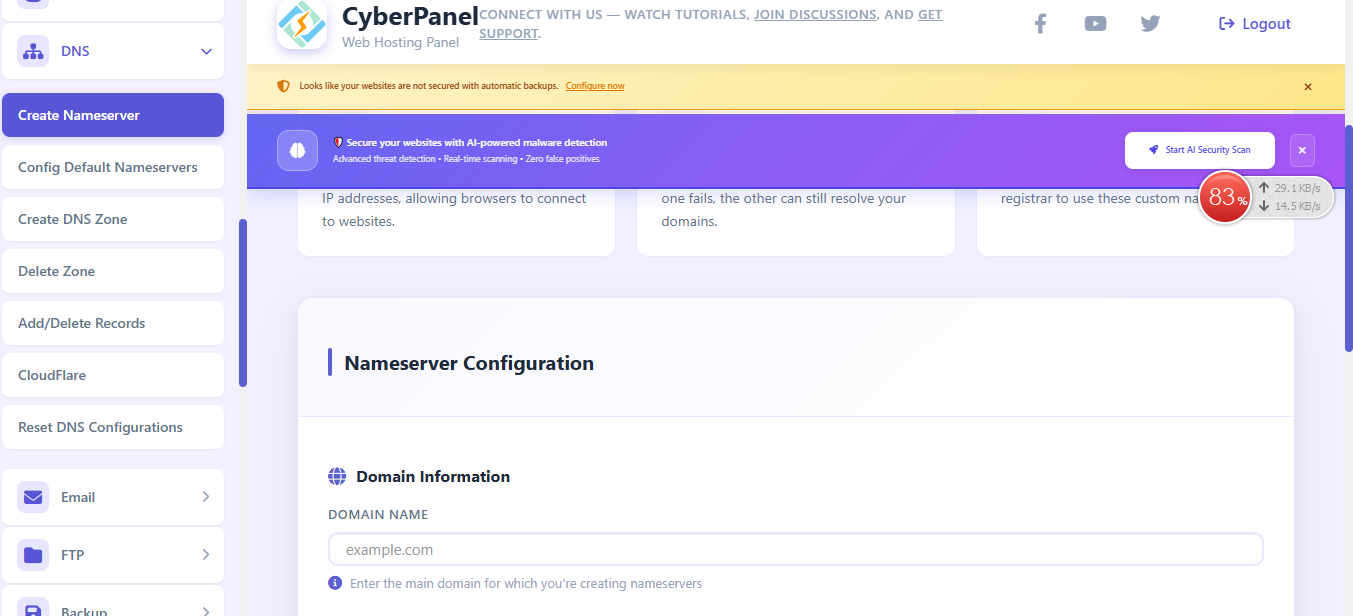 DNS
Create Nameserver
Config Default Nameservers
Create DNS Zone
Delete Zone
Add/Delete Records
CloudFlare
Reset DNS Configurations
Email
FTP
Backup
CyberPanel
Web Hosting Panel
CONNECT WITH US — WATCH TUTORIALS, JOIN DISCUSSIONS, AND GET
SUPPORT.
Logout
Looks like your websites are not secured with automatic backups. Configure now
Secure your websites with AI-powered malware detection
Advanced threat detection • Real-time scanning • Zero false positives
Start AI Security Scan
83%
29.1 KB/s
14.5 KB/s
IP addresses, allowing browsers to connect
to websites.
one fails, the other can still resolve your
domains.
registrar to use these custom
Nameserver Configuration
Domain Information
DOMAIN NAME
example.com
Enter the main domain for which you're creating nameservers